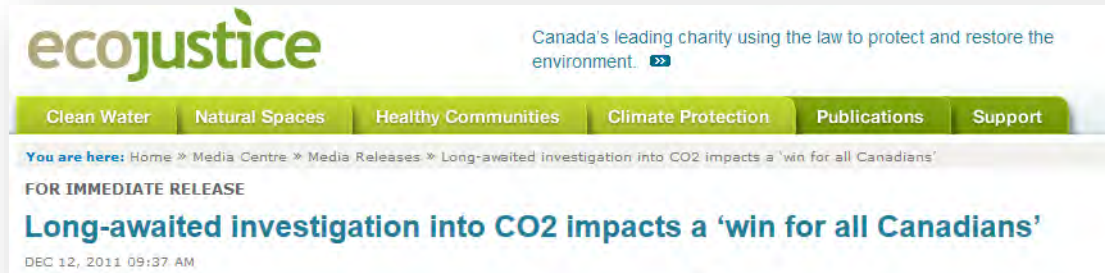 ecojustice
Canada's leading charity using the law to protect and restore the
environment.
Clean Water Natural Spaces Healthy Communities Climate Protection Publications Support
You are here: Home » Media Centre » Media Releases » Long-awaited investigation into CO2 impacts a 'win for all Canadians'
FOR IMMEDIATE RELEASE
Long-awaited investigation into CO2 impacts a ‘win for all Canadians’
DEC 12, 2011 09:37 AM